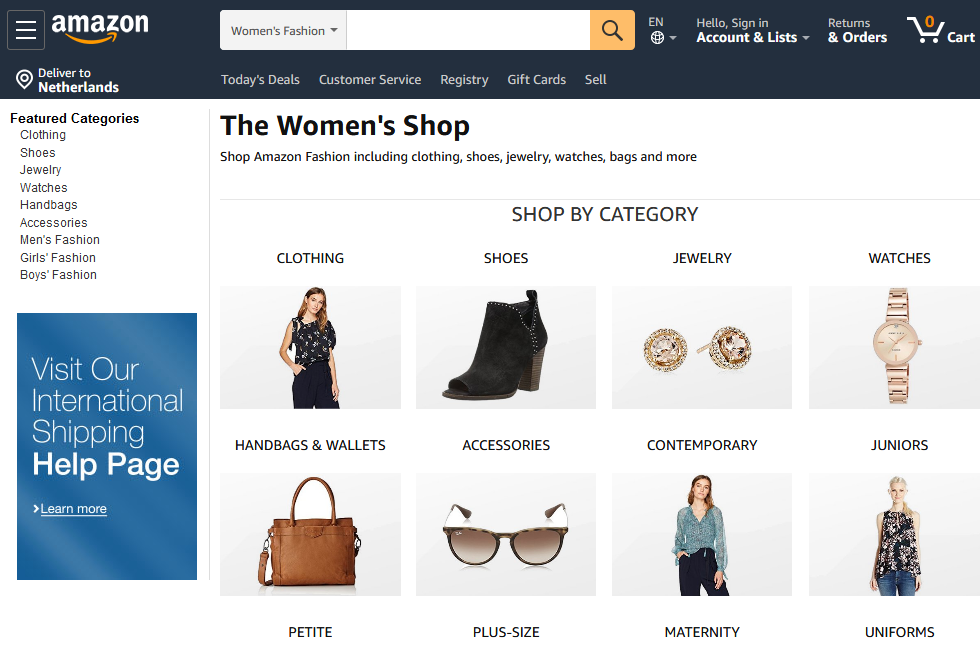 amazon
Women's Fashion
EN
Hello, Sign in
Account & Lists
Returns
& Orders
0
Cart
Deliver to
Netherlands
Today's Deals
Customer Service
Registry
Gift Cards
Sell
Featured Categories
Clothing
Shoes
Jewelry
Watches
Handbags
Accessories
Men's Fashion
Girls' Fashion
Boys' Fashion
Visit Our
International
Shipping
Help Page
Learn more
The Women's Shop
Shop Amazon Fashion including clothing, shoes, jewelry, watches, bags and more
SHOP BY CATEGORY
CLOTHING
SHOES
JEWELRY
WATCHES
HANDBAGS & WALLETS
ACCESSORIES
CONTEMPORARY
JUNIORS
PETITE
PLUS-SIZE
MATERNITY
UNIFORMS